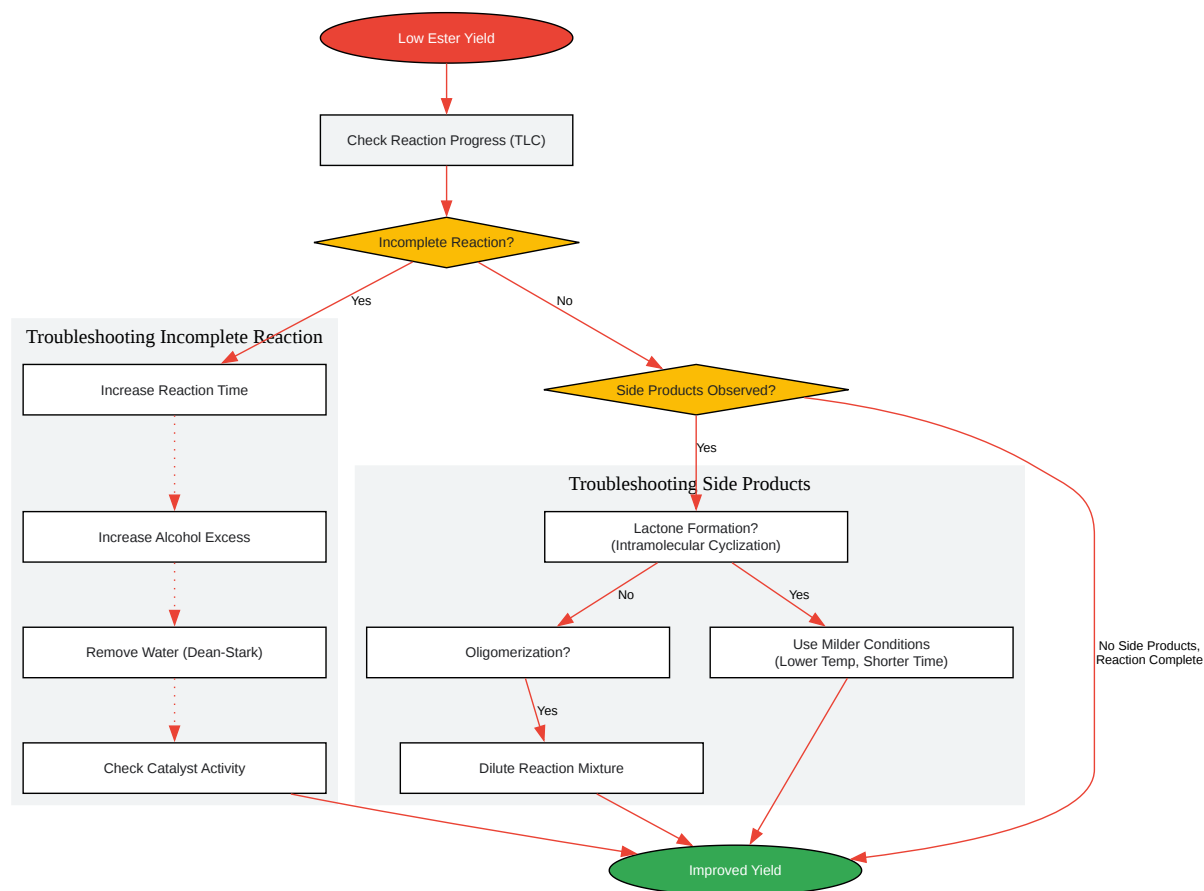 Low Ester Yield
Check Reaction Progress (TLC)
Incomplete Reaction?
Yes
No
Troubleshooting Incomplete Reaction
Increase Reaction Time
Side Products Observed?
Yes
Troubleshooting Side Products
Increase Alcohol Excess
Lactone Formation?
(Intramolecular Cyclization)
No
Yes
Remove Water (Dean-Stark)
Oligomerization?
Use Milder Conditions
(Lower Temp, Shorter Time)
No Side Products,
Reaction Complete
Yes
Check Catalyst Activity
Dilute Reaction Mixture
Improved Yield